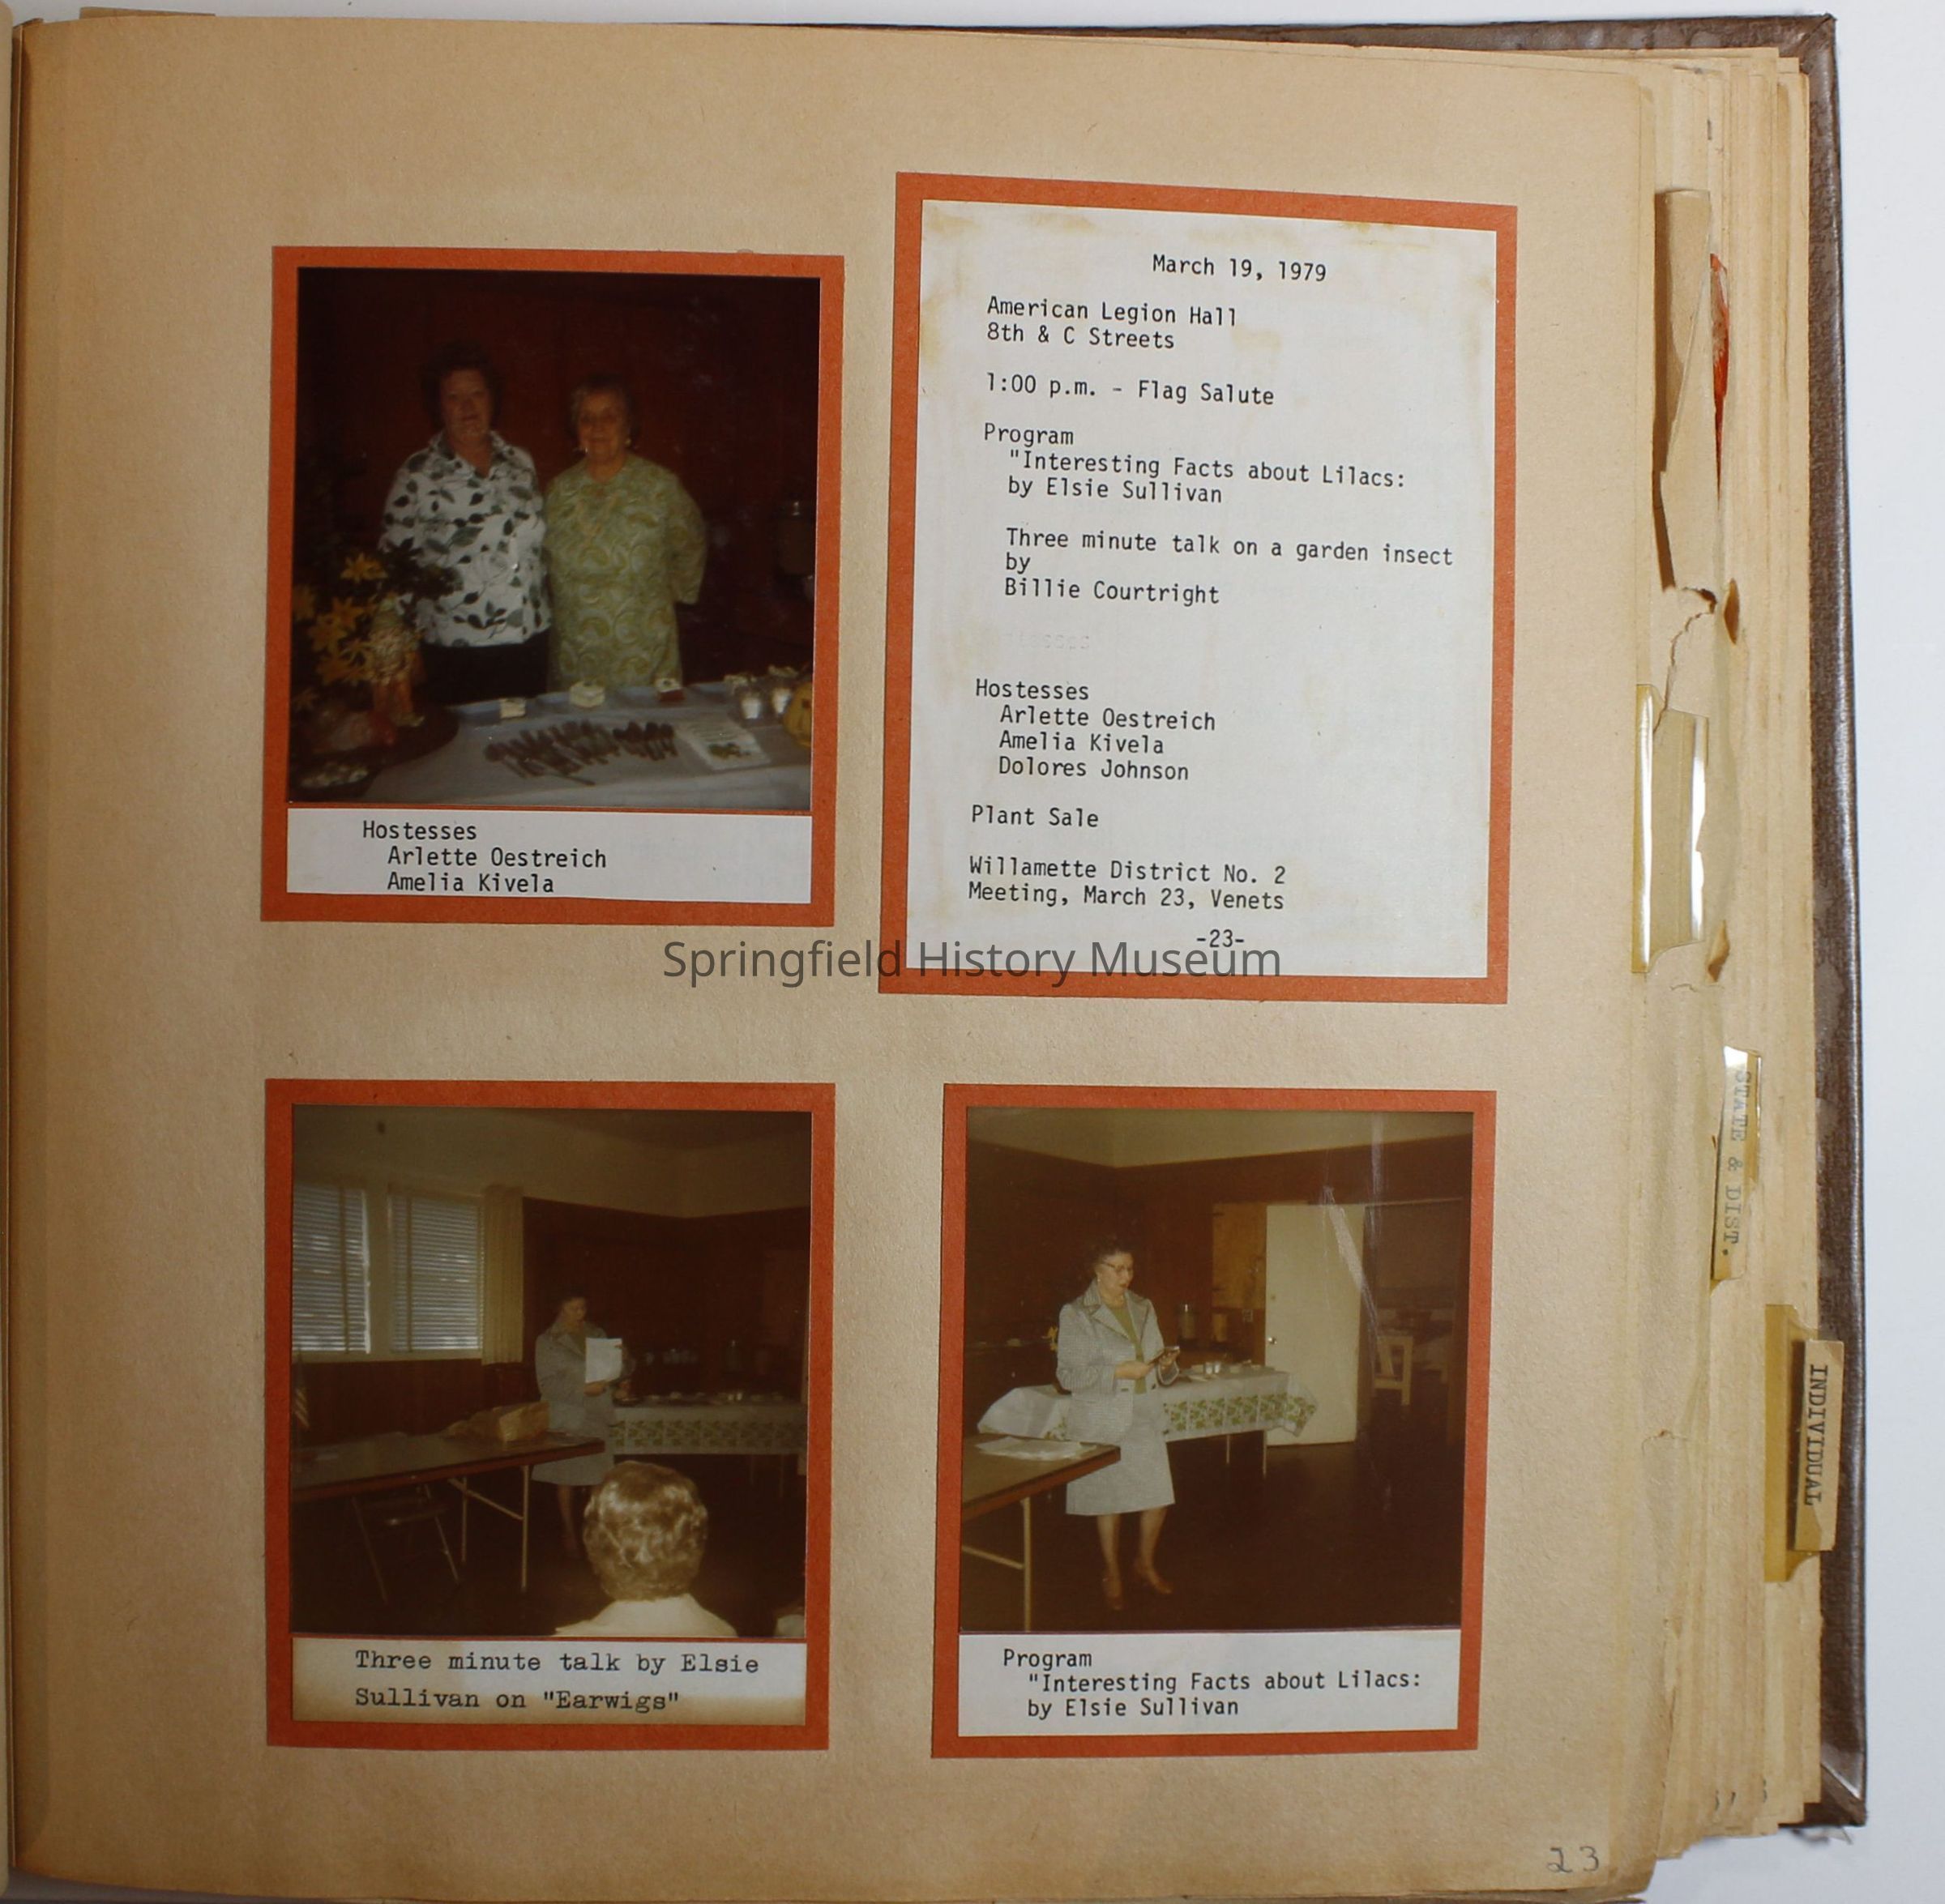 March 19, 1979
American Legion Hall
8th & C Streets
1:00 p.m. - Flag Salute
Program
"Interesting Facts about Lilacs:
by Elsie Sullivan
Three minute talk on a garden insect
by
Billie Courtright
Hostesses
Arlette Oestreich
Amelia Kivela
Dolores Johnson
Plant Sale
Willamette District No. 2
Meeting, March 23, Venets
-23-
Hostesses
Arlette Oestreich
Amelia Kivela
Springfield History Museum
Three minute talk by Elsie
Sullivan on "Earwigs"
Program
"Interesting Facts about Lilacs:
by Elsie Sullivan
STATE & DIST.
INDIVIDUAL
23